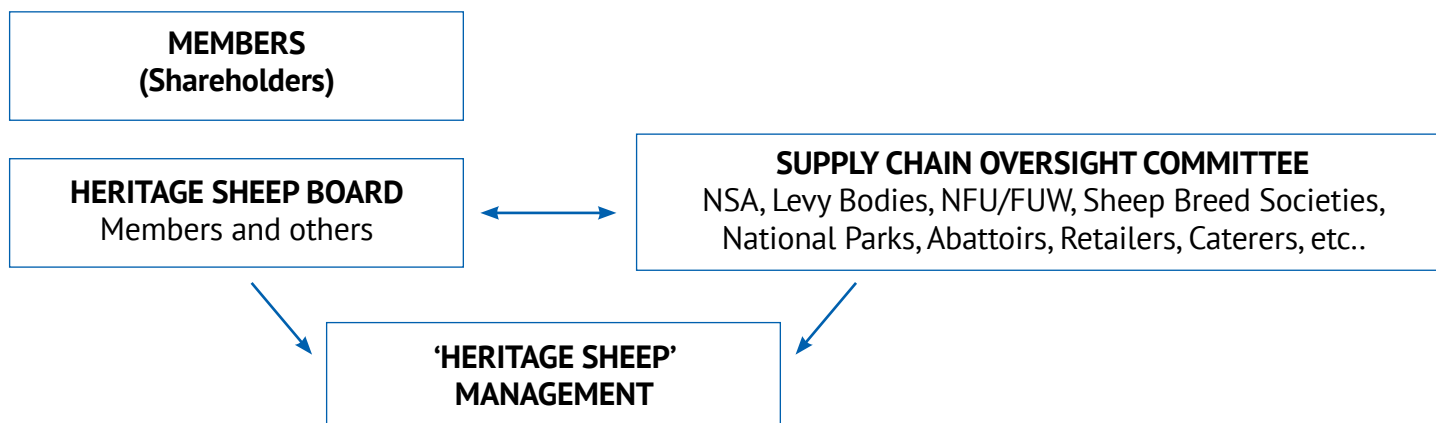 MEMBERS
(Shareholders)
HERITAGE SHEEP BOARD
Members and others
SUPPLY CHAIN OVERSIGHT COMMITTEE
NSA, Levy Bodies, NFU/FUW, Sheep Breed Societies,
National Parks, Abattoirs, Retailers, Caterers, etc..
‘HERITAGE SHEEP’
MANAGEMENT